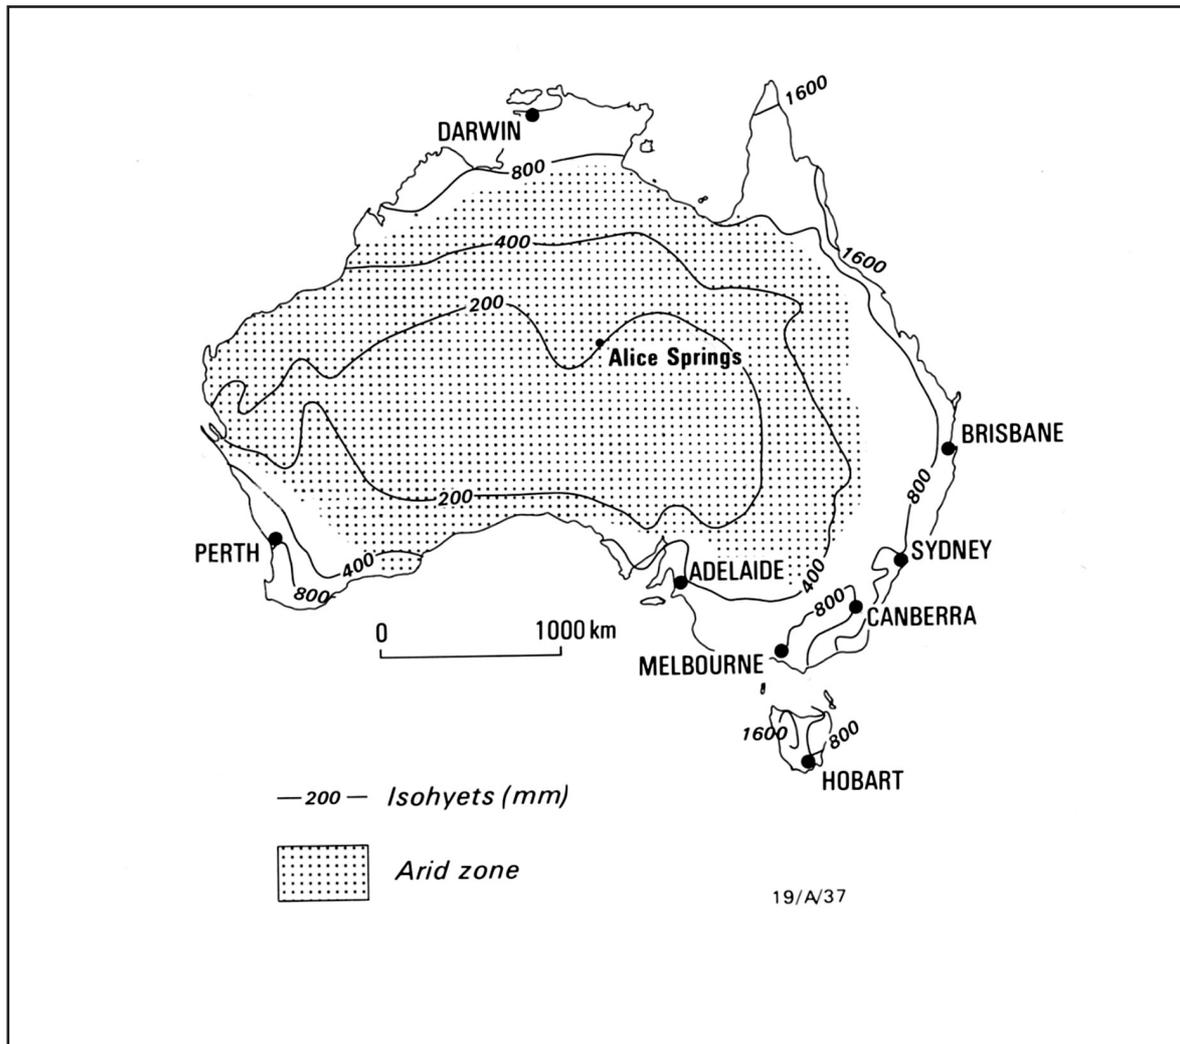 1600
DARWIN
800
400
1600
200
Alice Springs
BRISBANE
800
200
PERTH
SYDNEY
400
ADELAIDE
400
800
800
CANBERRA
0 1000 km
MELBOURNE
1600
800
HOBART
200 Isohyets (mm)
Arid zone
19/A/37